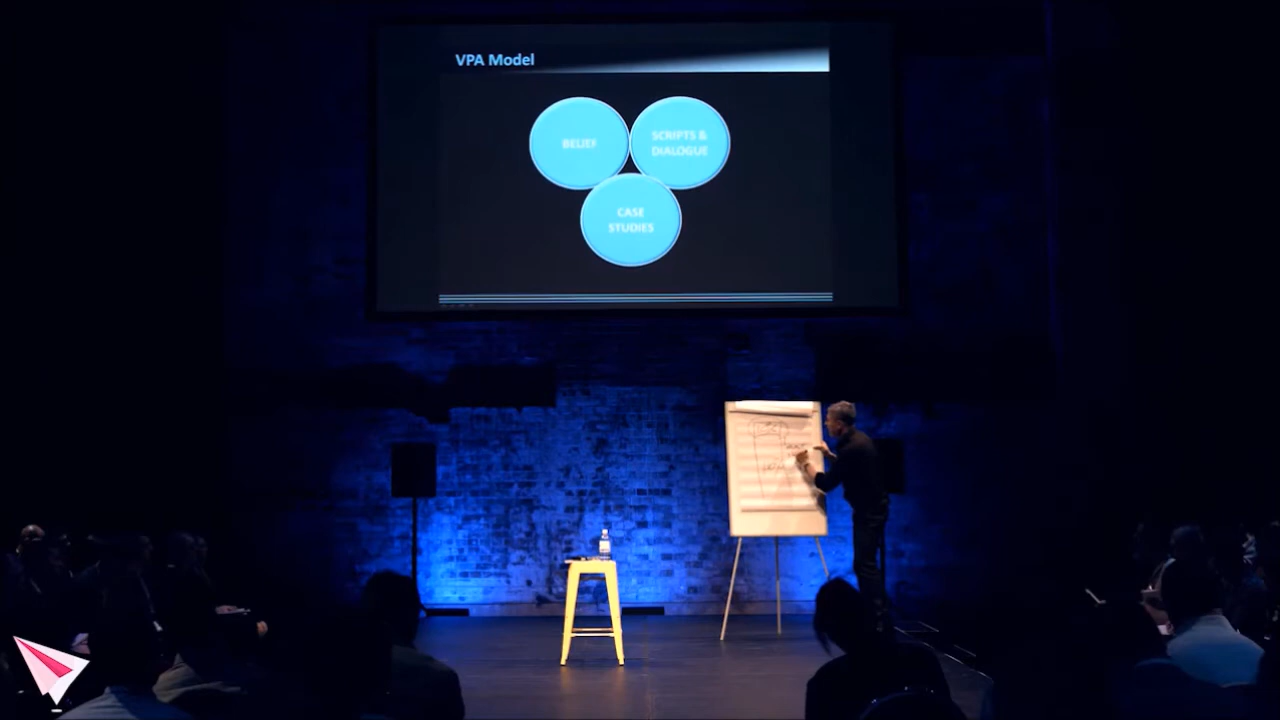 VPA Model
BELIEF
SCRIPTS &
DIALOGUE
CASE
STUDIES